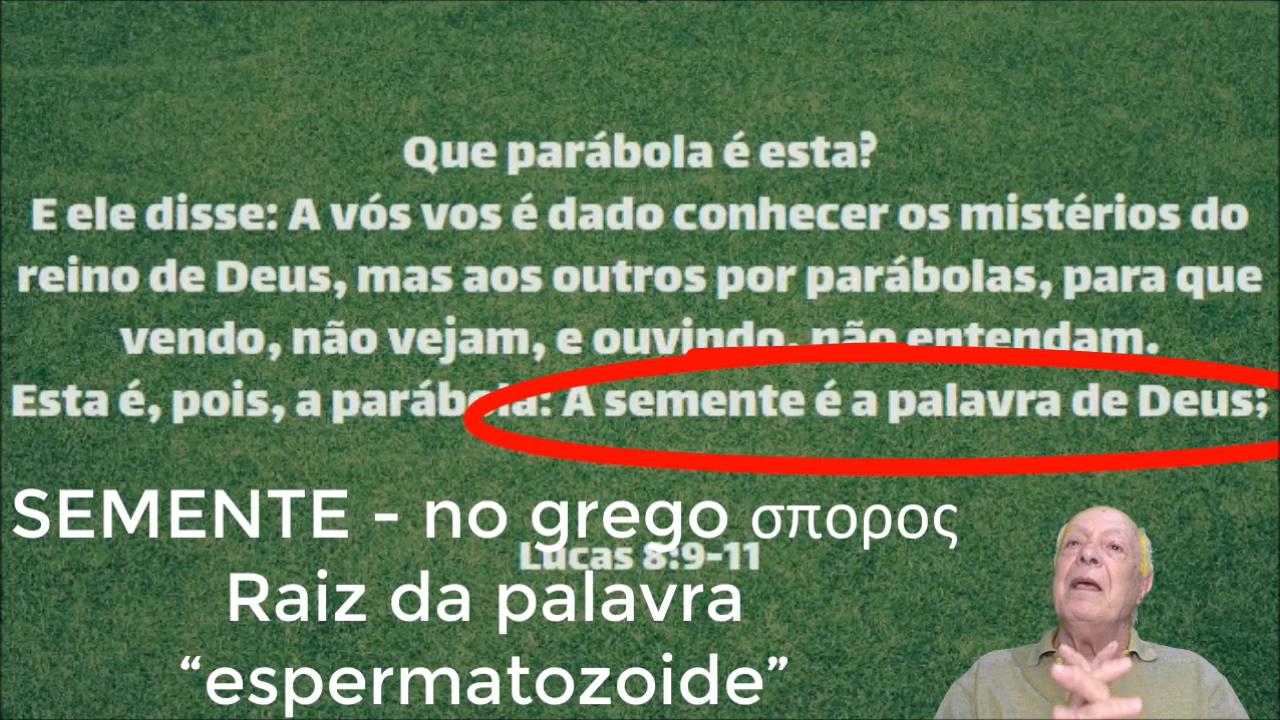 Que parábola é esta?
E ele disse: A vós vos é dado conhecer os mistérios do
reino de Deus, mas aos outros por parábolas, para que
vendo, não vejam, e ouvindo, não entendam.
Esta é, pois, a parábola: A semente é a palavra de Deus;
SEMENTE - no grego σπορος
Lucas 8:9-11
Raiz da palavra
“espermatozoide”